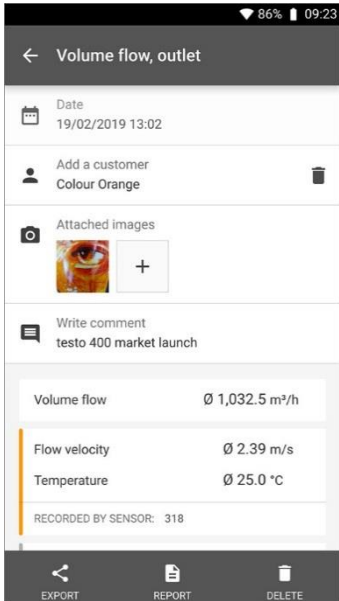 86% 09:23
Volume flow, outlet
Date
19/02/2019 13:02
Add a customer
Colour Orange
Attached images
+
Write comment
testo 400 market launch
Volume flow Ø 1,032.5 m³/h
Flow velocity Ø 2.39 m/s
Temperature Ø 25.0 °C
RECORDED BY SENSOR: 318
EXPORT REPORT DELETE